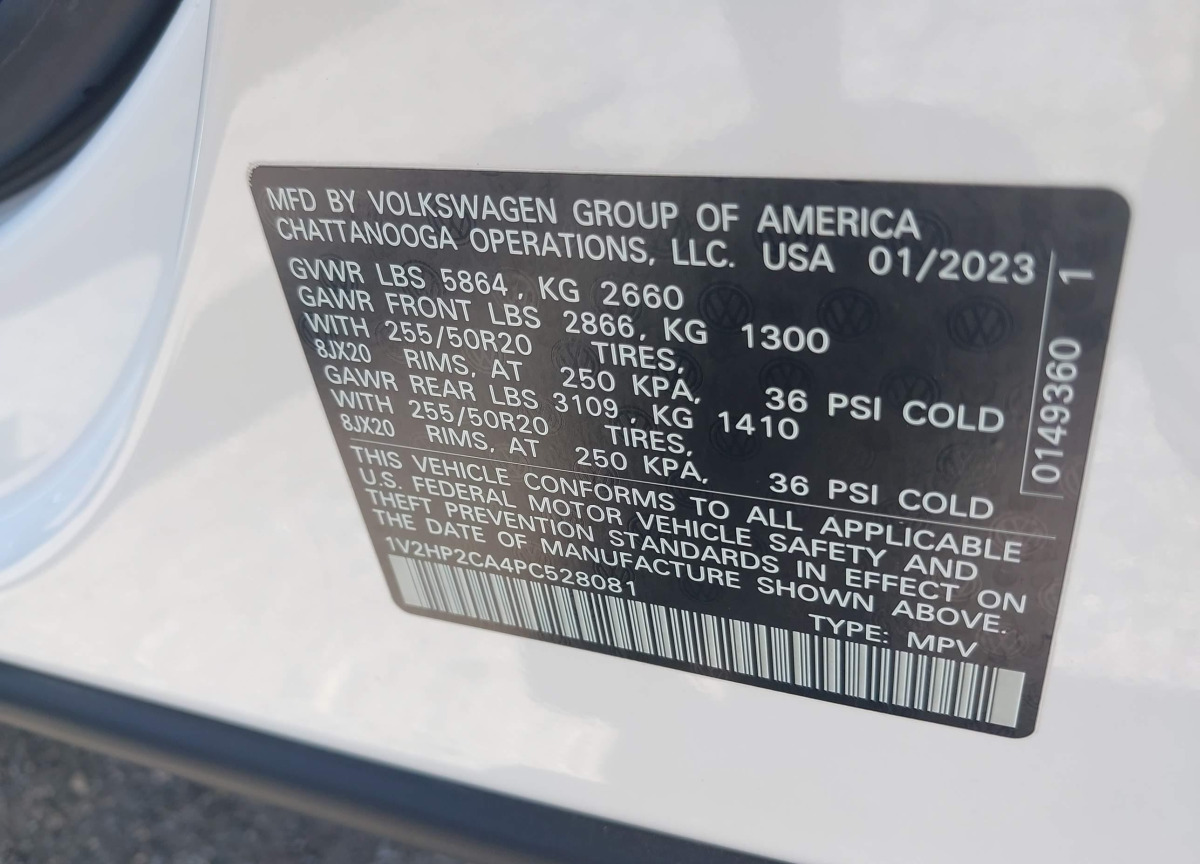 MFD BY VOLKSWAGEN GROUP OF AMERICA
CHATTANOOGA OPERATIONS, LLC. USA 01/2023
GVWR LBS 5864, KG 2660
GAWR FRONT LBS 2866, KG 1300
WITH 255/50R20 TIRES,
8JX20 RIMS, AT 250 KPA, 36 PSI COLD
GAWR REAR LBS 3109, KG 1410
WITH 255/50R20 TIRES,
8JX20 RIMS, AT 250 KPA, 36 PSI COLD
THIS VEHICLE CONFORMS TO ALL APPLICABLE
U.S. FEDERAL MOTOR VEHICLE SAFETY AND
THEFT PREVENTION STANDARDS IN EFFECT ON
THE DATE OF MANUFACTURE SHOWN ABOVE.
1V2HP2CA4PC528081 TYPE: MPV
0149360 1